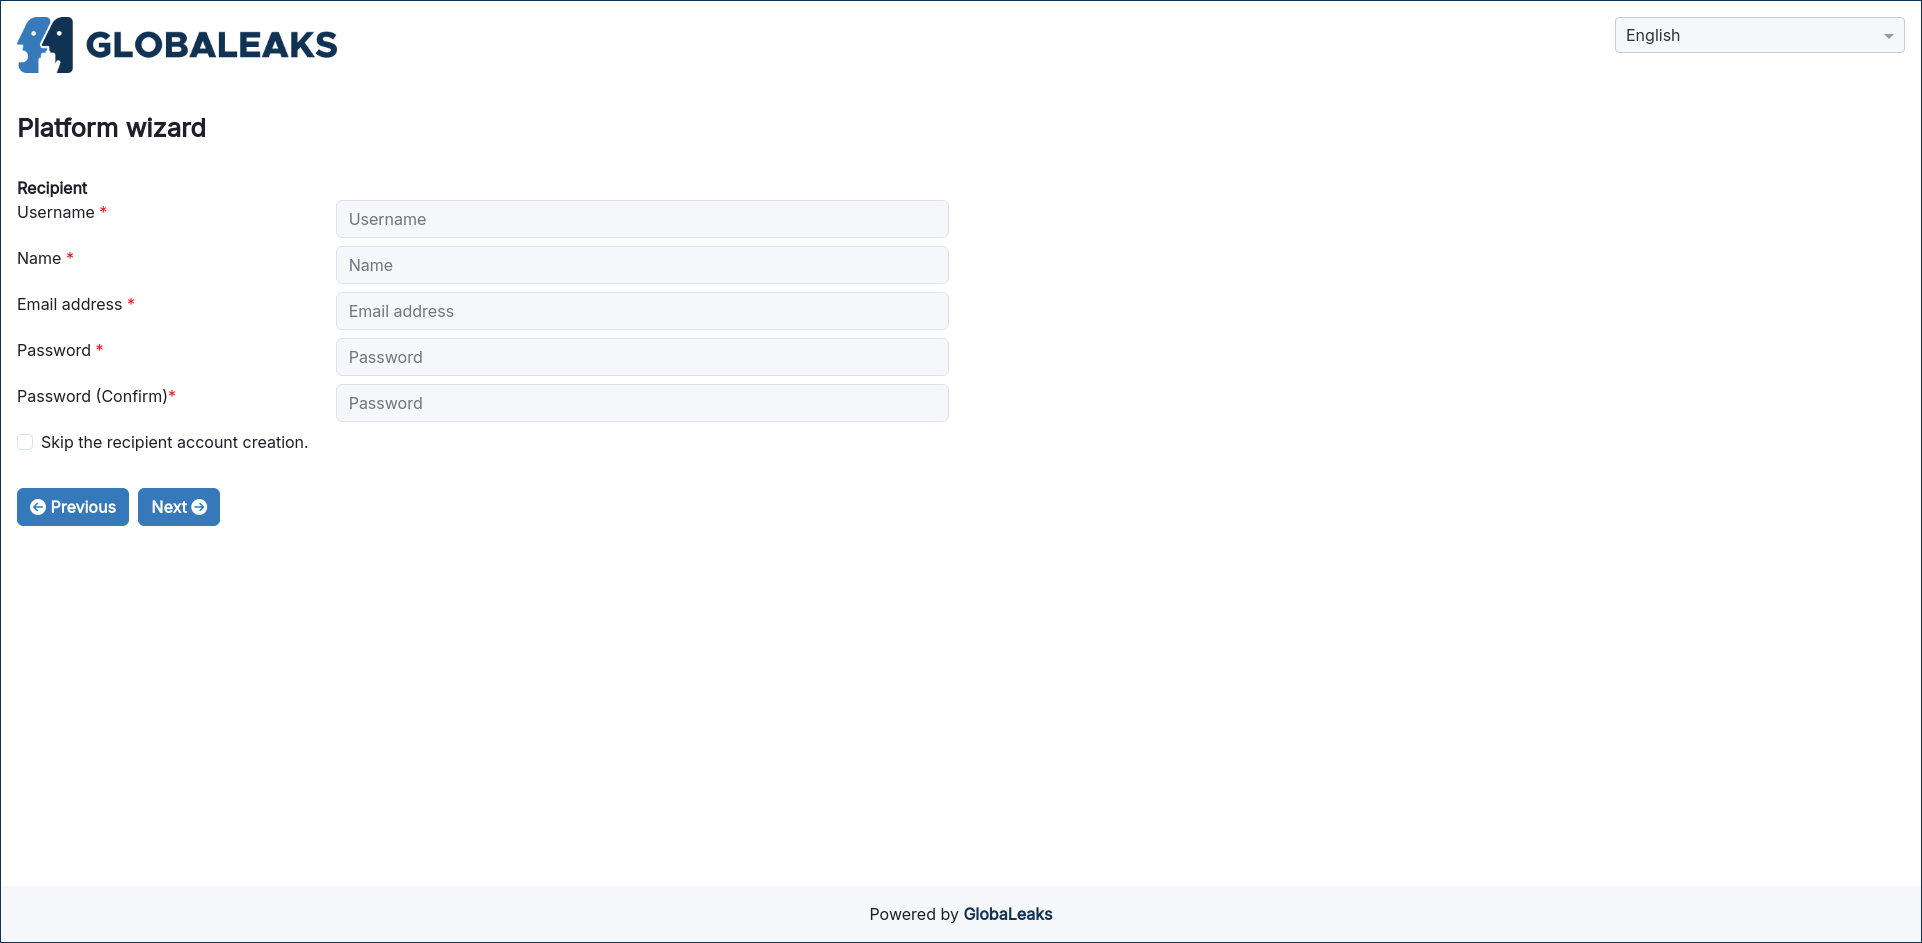 GLOBALEAKS
English
Platform wizard
Recipient
Username *
Username
Name *
Name
Email address *
Email address
Password *
Password
Password (Confirm)*
Password
Skip the recipient account creation.
Previous
Next
Powered by GlobaLeaks